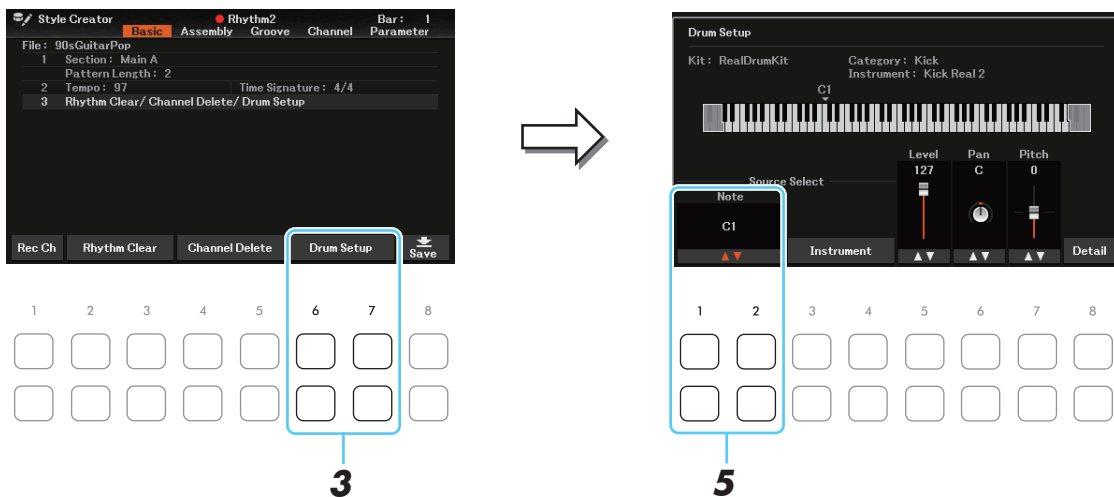 Style Creator Rhythm2 Bar : 1
Basic Assembly Groove Channel Parameter
File : 90sGuitarPop
1 Section : Main A
Pattern Length : 2
2 Tempo : 97 Time Signature : 4/4
3 Rhythm Clear/ Channel Delete/ Drum Setup
Rec Ch Rhythm Clear Channel Delete Drum Setup Save
1 2 3 4 5 6 7 8
3
Drum Setup
Kit : RealDrumKit Category : Kick
Instrument : Kick Real 2
C1
Level Pan Pitch
127 C 0
Source Select
Note
C1
Instrument Detail
1 2 3 4 5 6 7 8
5